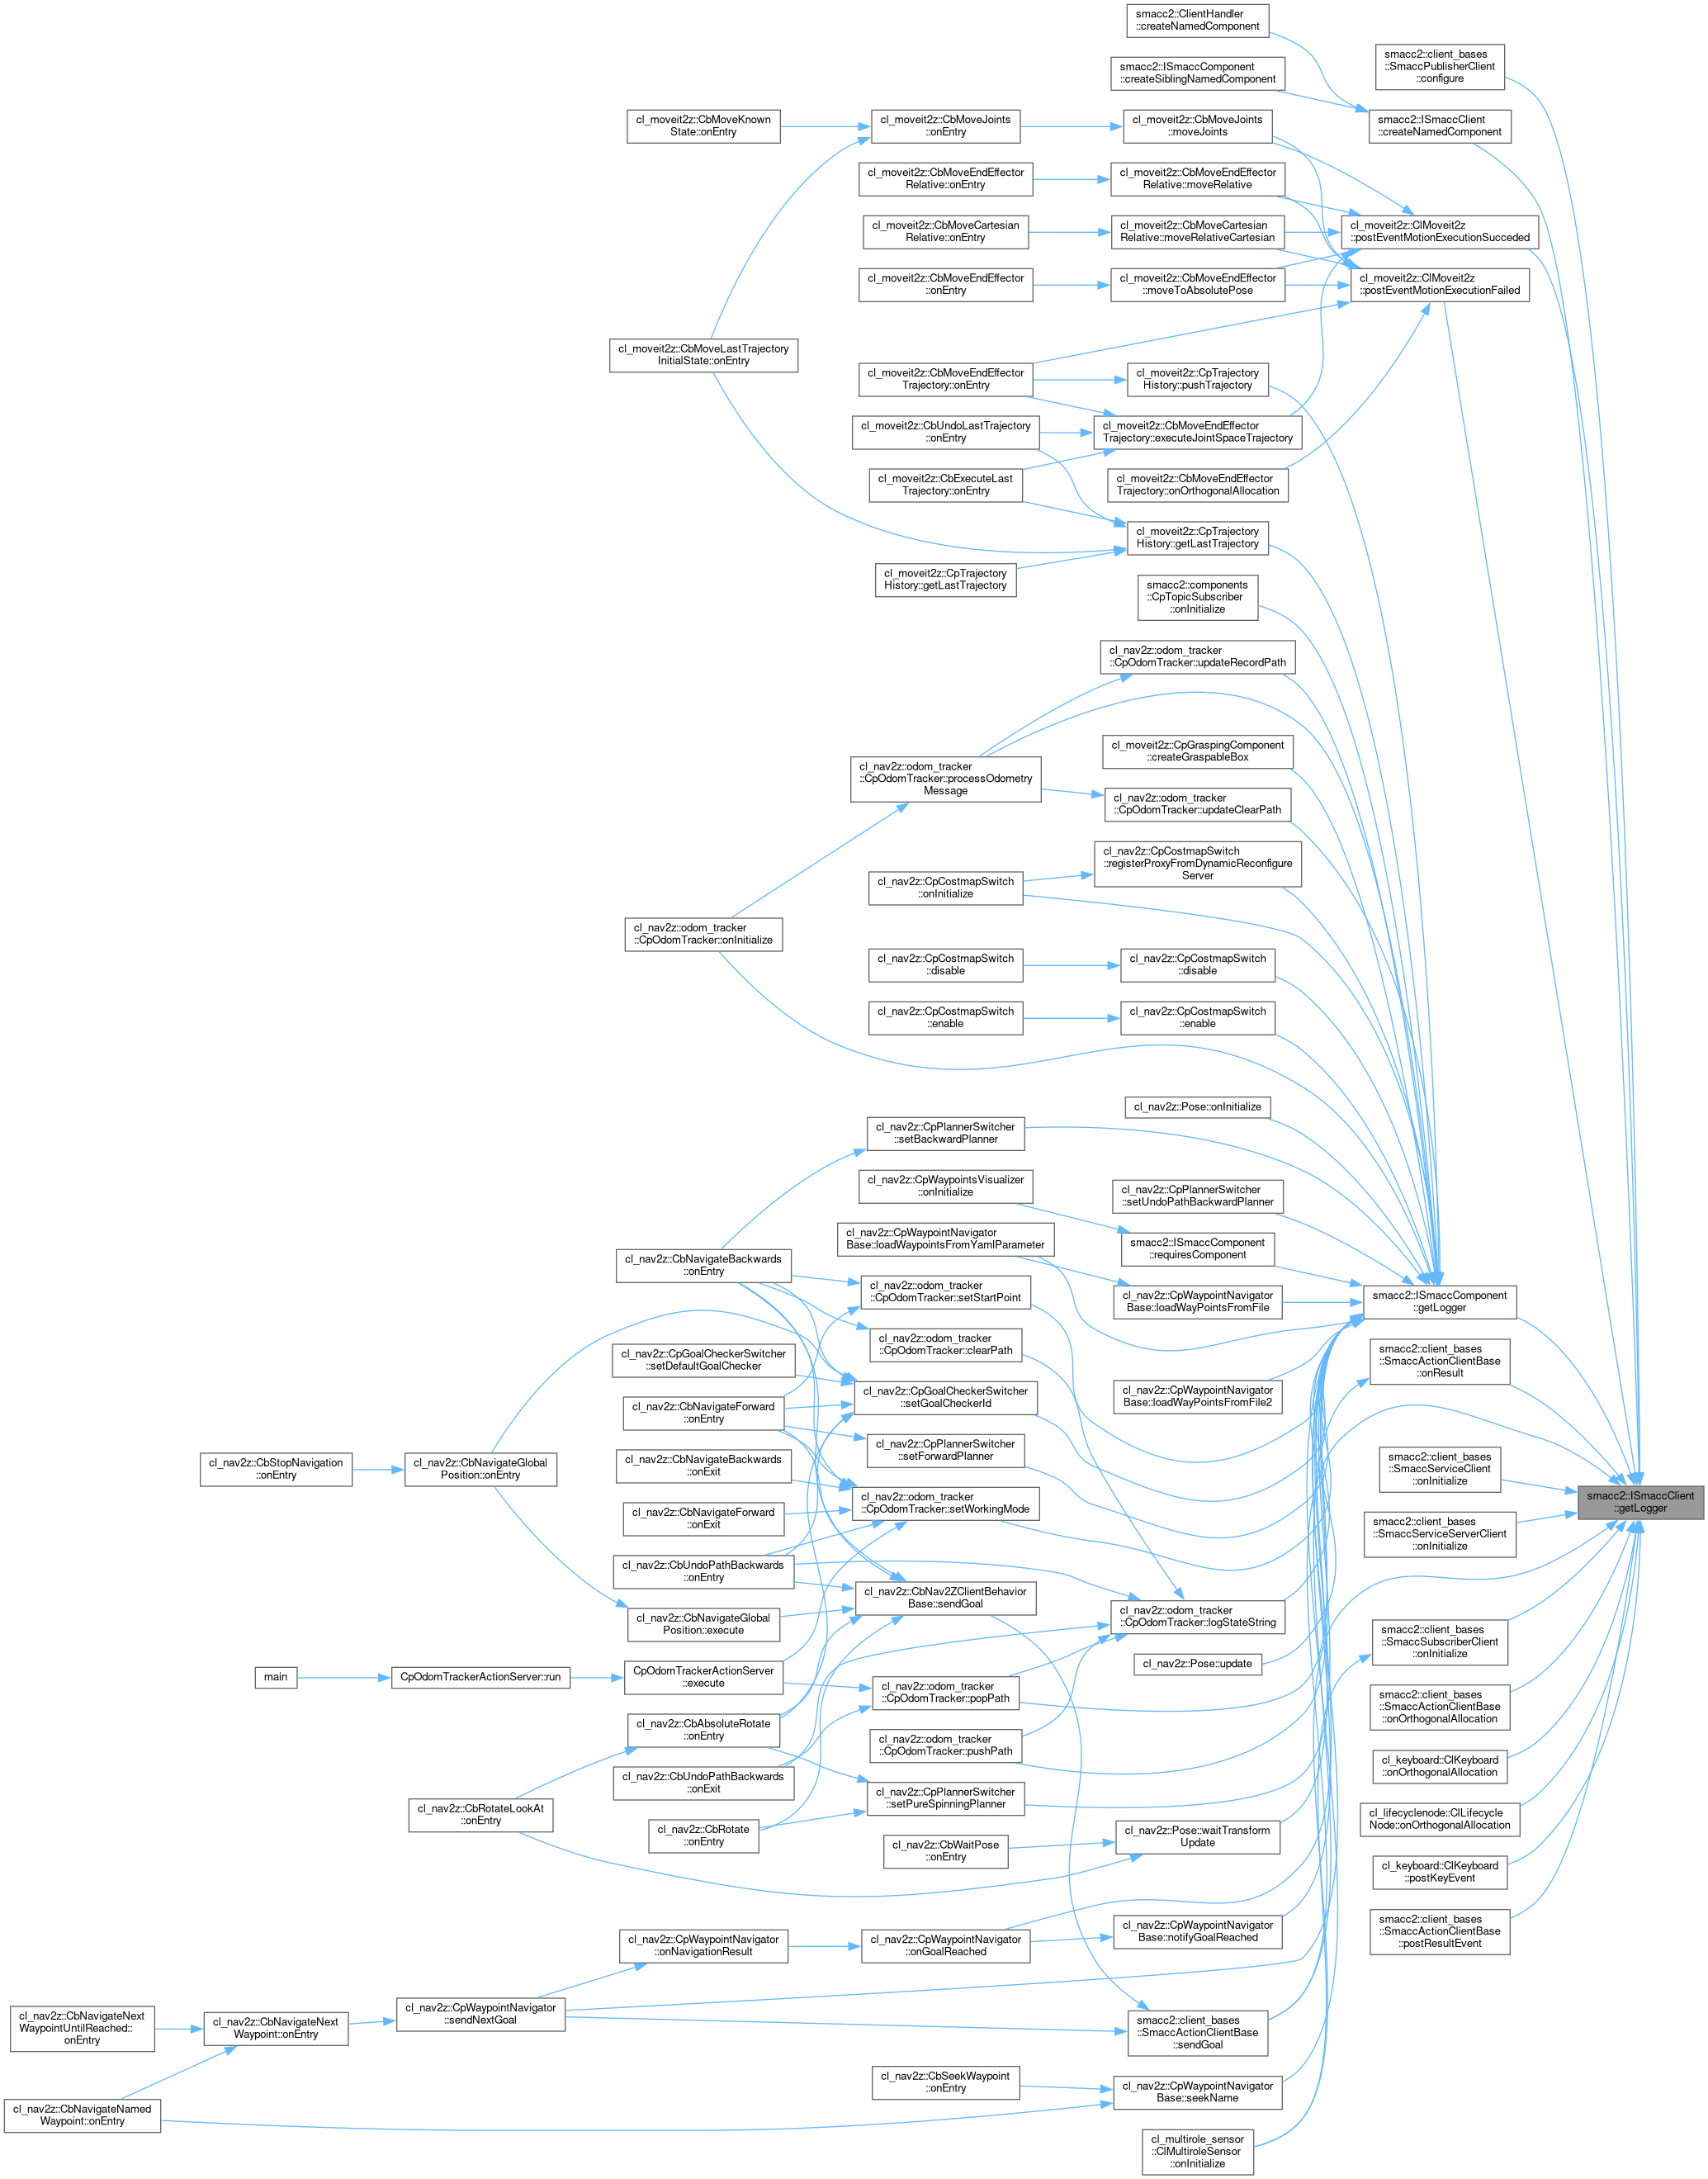 smacc2::ClientHandler
::createNamedComponent
smacc2::client_bases
::SmaccPublisherClient
::configure
smacc2::ISmaccComponent
::createSiblingNamedComponent
cl_moveit2z::CbMoveKnown
State::onEntry
cl_moveit2z::CbMoveJoints
::onEntry
cl_moveit2z::CbMoveJoints
::moveJoints
smacc2::ISmaccClient
::createNamedComponent
cl_moveit2z::CbMoveEndEffector
Relative::onEntry
cl_moveit2z::CbMoveEndEffector
Relative::moveRelative
cl_moveit2z::CbMoveCartesian
Relative::onEntry
cl_moveit2z::CbMoveCartesian
Relative::moveRelativeCartesian
cl_moveit2z::ClMoveit2z
::postEventMotionExecutionSucceded
cl_moveit2z::CbMoveEndEffector
::onEntry
cl_moveit2z::CbMoveEndEffector
::moveToAbsolutePose
cl_moveit2z::ClMoveit2z
::postEventMotionExecutionFailed
cl_moveit2z::CbMoveLastTrajectory
InitialState::onEntry
cl_moveit2z::CbMoveEndEffector
Trajectory::onEntry
cl_moveit2z::CpTrajectory
History::pushTrajectory
cl_moveit2z::CbUndoLastTrajectory
::onEntry
cl_moveit2z::CbMoveEndEffector
Trajectory::executeJointSpaceTrajectory
cl_moveit2z::CbExecuteLast
Trajectory::onEntry
cl_moveit2z::CbMoveEndEffector
Trajectory::onOrthogonalAllocation
cl_moveit2z::CpTrajectory
History::getLastTrajectory
cl_moveit2z::CpTrajectory
History::getLastTrajectory
smacc2::components
::CpTopicSubscriber
::onInitialize
cl_nav2z::odom_tracker
::CpOdomTracker::updateRecordPath
cl_moveit2z::CpGraspingComponent
::createGraspableBox
cl_nav2z::odom_tracker
::CpOdomTracker::processOdometry
Message
cl_nav2z::odom_tracker
::CpOdomTracker::updateClearPath
cl_nav2z::CpCostmapSwitch
::registerProxyFromDynamicReconfigure
Server
cl_nav2z::CpCostmapSwitch
::onInitialize
cl_nav2z::odom_tracker
::CpOdomTracker::onInitialize
cl_nav2z::CpCostmapSwitch
::disable
cl_nav2z::CpCostmapSwitch
::disable
cl_nav2z::CpCostmapSwitch
::enable
cl_nav2z::CpCostmapSwitch
::enable
cl_nav2z::Pose::onInitialize
cl_nav2z::CpPlannerSwitcher
::setBackwardPlanner
cl_nav2z::CpWaypointsVisualizer
::onInitialize
cl_nav2z::CpPlannerSwitcher
::setUndoPathBackwardPlanner
cl_nav2z::CpWaypointNavigator
Base::loadWaypointsFromYamlParameter
smacc2::ISmaccComponent
::requiresComponent
cl_nav2z::CbNavigateBackwards
::onEntry
cl_nav2z::odom_tracker
::CpOdomTracker::setStartPoint
cl_nav2z::CpWaypointNavigator
Base::loadWayPointsFromFile
smacc2::ISmaccComponent
::getLogger
cl_nav2z::odom_tracker
::CpOdomTracker::clearPath
cl_nav2z::CpGoalCheckerSwitcher
::setDefaultGoalChecker
smacc2::client_bases
::SmaccActionClientBase
::onResult
cl_nav2z::CpGoalCheckerSwitcher
::setGoalCheckerId
cl_nav2z::CpWaypointNavigator
Base::loadWayPointsFromFile2
cl_nav2z::CbNavigateForward
::onEntry
cl_nav2z::CpPlannerSwitcher
::setForwardPlanner
cl_nav2z::CbStopNavigation
::onEntry
cl_nav2z::CbNavigateGlobal
Position::onEntry
cl_nav2z::CbNavigateBackwards
::onExit
smacc2::client_bases
::SmaccServiceClient
::onInitialize
cl_nav2z::odom_tracker
::CpOdomTracker::setWorkingMode
smacc2::ISmaccClient
::getLogger
cl_nav2z::CbNavigateForward
::onExit
smacc2::client_bases
::SmaccServiceServerClient
::onInitialize
cl_nav2z::CbUndoPathBackwards
::onEntry
cl_nav2z::CbNav2ZClientBehavior
Base::sendGoal
cl_nav2z::odom_tracker
::CpOdomTracker::logStateString
cl_nav2z::CbNavigateGlobal
Position::execute
smacc2::client_bases
::SmaccSubscriberClient
::onInitialize
cl_nav2z::Pose::update
main
CpOdomTrackerActionServer::run
CpOdomTrackerActionServer
::execute
cl_nav2z::odom_tracker
::CpOdomTracker::popPath
smacc2::client_bases
::SmaccActionClientBase
::onOrthogonalAllocation
cl_nav2z::CbAbsoluteRotate
::onEntry
cl_nav2z::odom_tracker
::CpOdomTracker::pushPath
cl_keyboard::ClKeyboard
::onOrthogonalAllocation
cl_nav2z::CbUndoPathBackwards
::onExit
cl_nav2z::CpPlannerSwitcher
::setPureSpinningPlanner
cl_nav2z::CbRotateLookAt
::onEntry
cl_lifecyclenode::ClLifecycle
Node::onOrthogonalAllocation
cl_nav2z::CbRotate
::onEntry
cl_nav2z::CbWaitPose
::onEntry
cl_nav2z::Pose::waitTransform
Update
cl_keyboard::ClKeyboard
::postKeyEvent
smacc2::client_bases
::SmaccActionClientBase
::postResultEvent
cl_nav2z::CpWaypointNavigator
::onNavigationResult
cl_nav2z::CpWaypointNavigator
::onGoalReached
cl_nav2z::CpWaypointNavigator
Base::notifyGoalReached
cl_nav2z::CbNavigateNext
WaypointUntilReached::
onEntry
cl_nav2z::CbNavigateNext
Waypoint::onEntry
cl_nav2z::CpWaypointNavigator
::sendNextGoal
smacc2::client_bases
::SmaccActionClientBase
::sendGoal
cl_nav2z::CbSeekWaypoint
::onEntry
cl_nav2z::CpWaypointNavigator
Base::seekName
cl_nav2z::CbNavigateNamed
Waypoint::onEntry
cl_multirole_sensor
::ClMultiroleSensor
::onInitialize